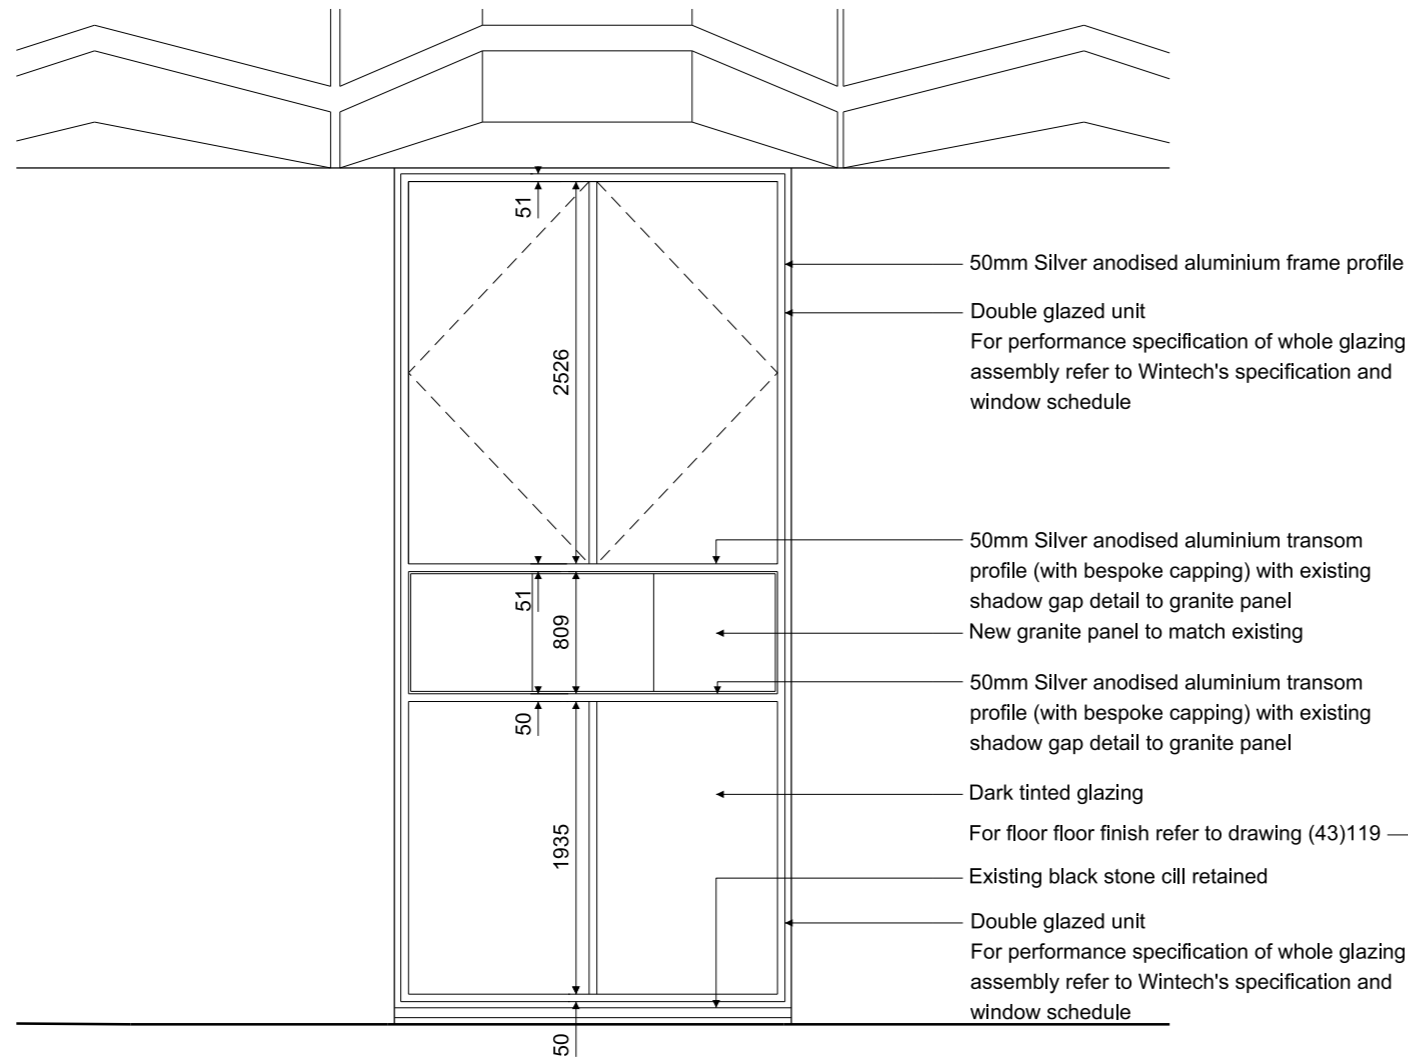 51
2526
51
809
50
1935
50
50mm Silver anodised aluminium frame profile
Double glazed unit
For performance specification of whole glazing
assembly refer to Wintech's specification and
window schedule
50mm Silver anodised aluminium transom
profile (with bespoke capping) with existing
shadow gap detail to granite panel
New granite panel to match existing
50mm Silver anodised aluminium transom
profile (with bespoke capping) with existing
shadow gap detail to granite panel
Dark tinted glazing
For floor floor finish refer to drawing (43)119
Existing black stone cill retained
Double glazed unit
For performance specification of whole glazing
assembly refer to Wintech's specification and
window schedule